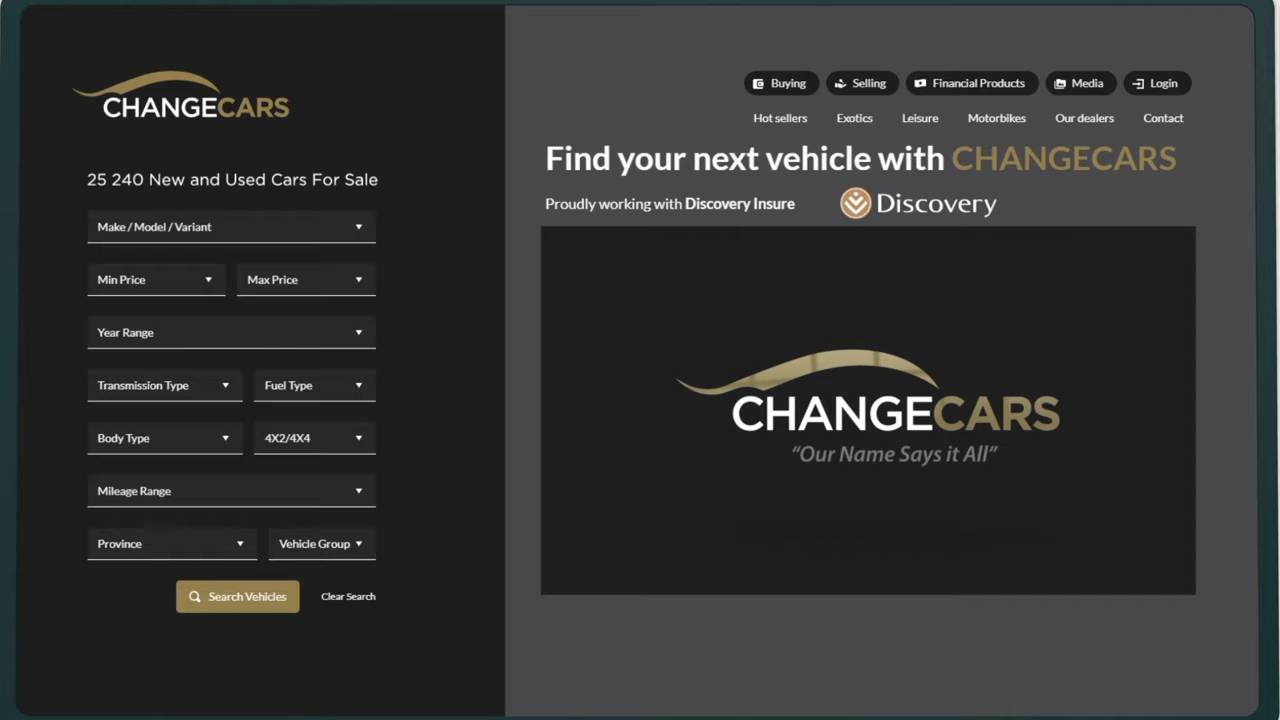 CHANGECARS
25 240 New and Used Cars For Sale
Make / Model / Variant
Min Price
Max Price
Year Range
Transmission Type
Fuel Type
Body Type
4X2/4X4
Mileage Range
Province
Vehicle Group
Search Vehicles
Clear Search
Buying
Selling
Financial Products
Media
Login
Hot sellers
Exotics
Leisure
Motorbikes
Our dealers
Contact
Find your next vehicle with CHANGECARS
Proudly working with Discovery Insure
Discovery
CHANGECARS
“Our Name Says it All”